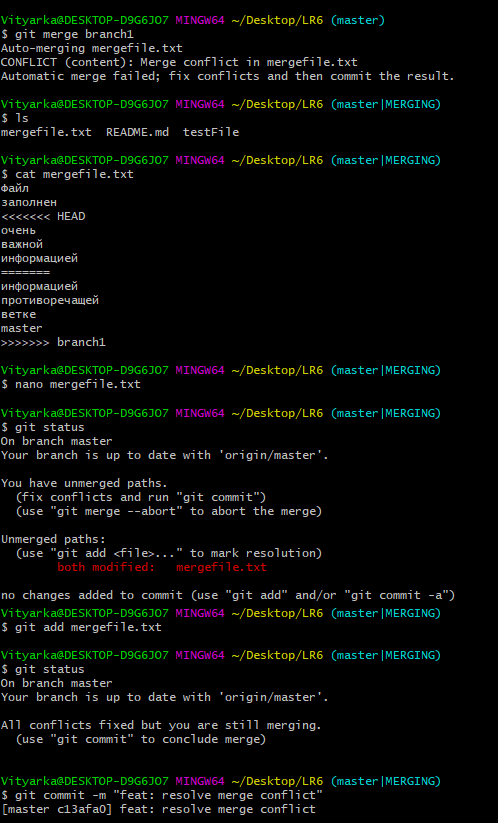 Vityarka@DESKTOP-D9G6JO7 MINGW64 ~/Desktop/LR6 (master)
$ git merge branch1
Auto-merging mergefile.txt
CONFLICT (content): Merge conflict in mergefile.txt
Automatic merge failed; fix conflicts and then commit the result.
Vityarka@DESKTOP-D9G6JO7 MINGW64 ~/Desktop/LR6 (master|MERGING)
$ ls
mergefile.txt  README.md  testFile
Vityarka@DESKTOP-D9G6JO7 MINGW64 ~/Desktop/LR6 (master|MERGING)
$ cat mergefile.txt
Файл
заполнен
<<<<<<< HEAD
очень
важной
информацией
=======
информацией
противоречащей
ветке
master
>>>>>>> branch1
Vityarka@DESKTOP-D9G6JO7 MINGW64 ~/Desktop/LR6 (master|MERGING)
$ nano mergefile.txt
Vityarka@DESKTOP-D9G6JO7 MINGW64 ~/Desktop/LR6 (master|MERGING)
$ git status
On branch master
Your branch is up to date with 'origin/master'.
You have unmerged paths.
  (fix conflicts and run "git commit")
  (use "git merge --abort" to abort the merge)
Unmerged paths:
  (use "git add <file>..." to mark resolution)
        both modified:   mergefile.txt
no changes added to commit (use "git add" and/or "git commit -a")
Vityarka@DESKTOP-D9G6JO7 MINGW64 ~/Desktop/LR6 (master|MERGING)
$ git add mergefile.txt
Vityarka@DESKTOP-D9G6JO7 MINGW64 ~/Desktop/LR6 (master|MERGING)
$ git status
On branch master
Your branch is up to date with 'origin/master'.
All conflicts fixed but you are still merging.
  (use "git commit" to conclude merge)
Vityarka@DESKTOP-D9G6JO7 MINGW64 ~/Desktop/LR6 (master|MERGING)
$ git commit -m "feat: resolve merge conflict"
[master c13afa0] feat: resolve merge conflict